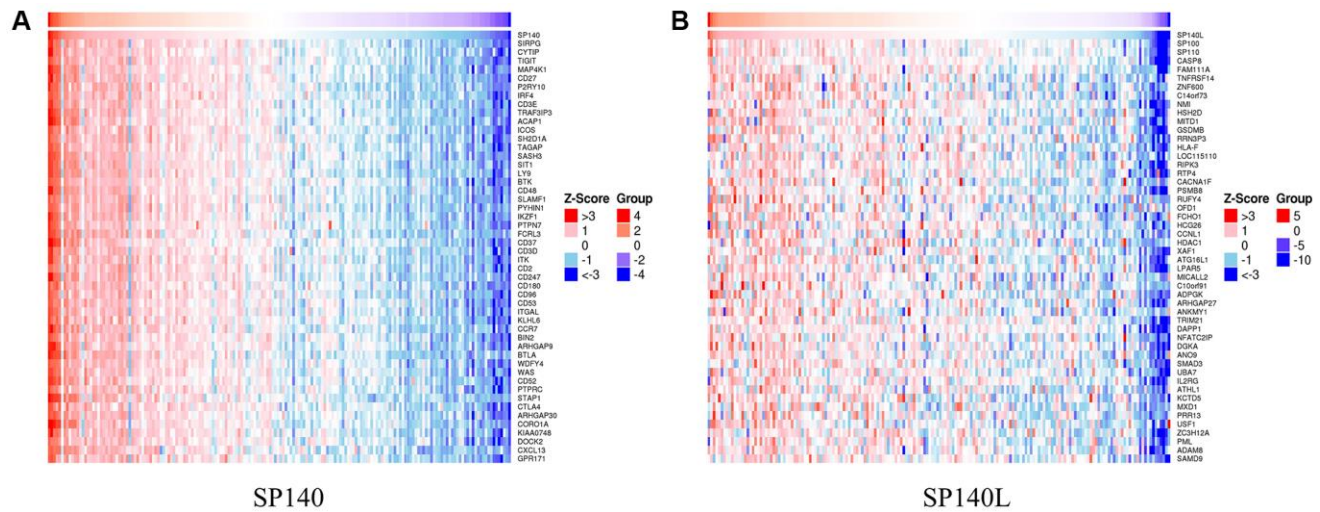 A
SP140
SIRPG
CYTIP
TIGIT
MAP4K1
CD27
P2RY10
IRF4
CD3E
TRAF3IP3
ACAP1
ICOS
SH2D1A
TAGAP
SASH3
SIT1
LY9
BTK
CD48
SLAMF1
PYHIN1
IKZF1
PTPN7
FCRL3
CD37
CD3D
ITK
CD2
CD247
CD180
CD96
CD53
ITGAL
KLHL6
CCR7
BIN2
ARHGAP9
BTLA
WDFY4
WAS
CD52
PTPRC
STAP1
CTLA4
ARHGAP30
CORO1A
KIAA0748
DOCK2
CXCL13
GPR171
Z-Score Group
>3 4
1 2
0 0
-1 -2
<-3 -4
SP140
B
SP140L
SP100
SP110
CASP8
FAM111A
TNFRSF14
ZNF600
C14orf73
NMI
HSH2D
MITD1
GSDMB
RRN3P3
HLA-F
LOC115110
RIPK3
RTP4
CACNA1F
PSMB8
RUFY4
OFD1
FCHO1
HCG26
CCNL1
HDAC1
XAF1
ATG16L1
LPAR5
MICALL2
C10orf91
ADPGK
ARHGAP27
ANKMY1
TRIM21
DAPP1
NFATC2IP
DGKA
ANO9
SMAD3
UBA7
IL2RG
ATHL1
KCTD5
MXD1
PRR13
USF1
ZC3H12A
PML
ADAM8
SAMD9
Z-Score Group
>3 5
1 0
0 -5
-1 -10
<-3
SP140L